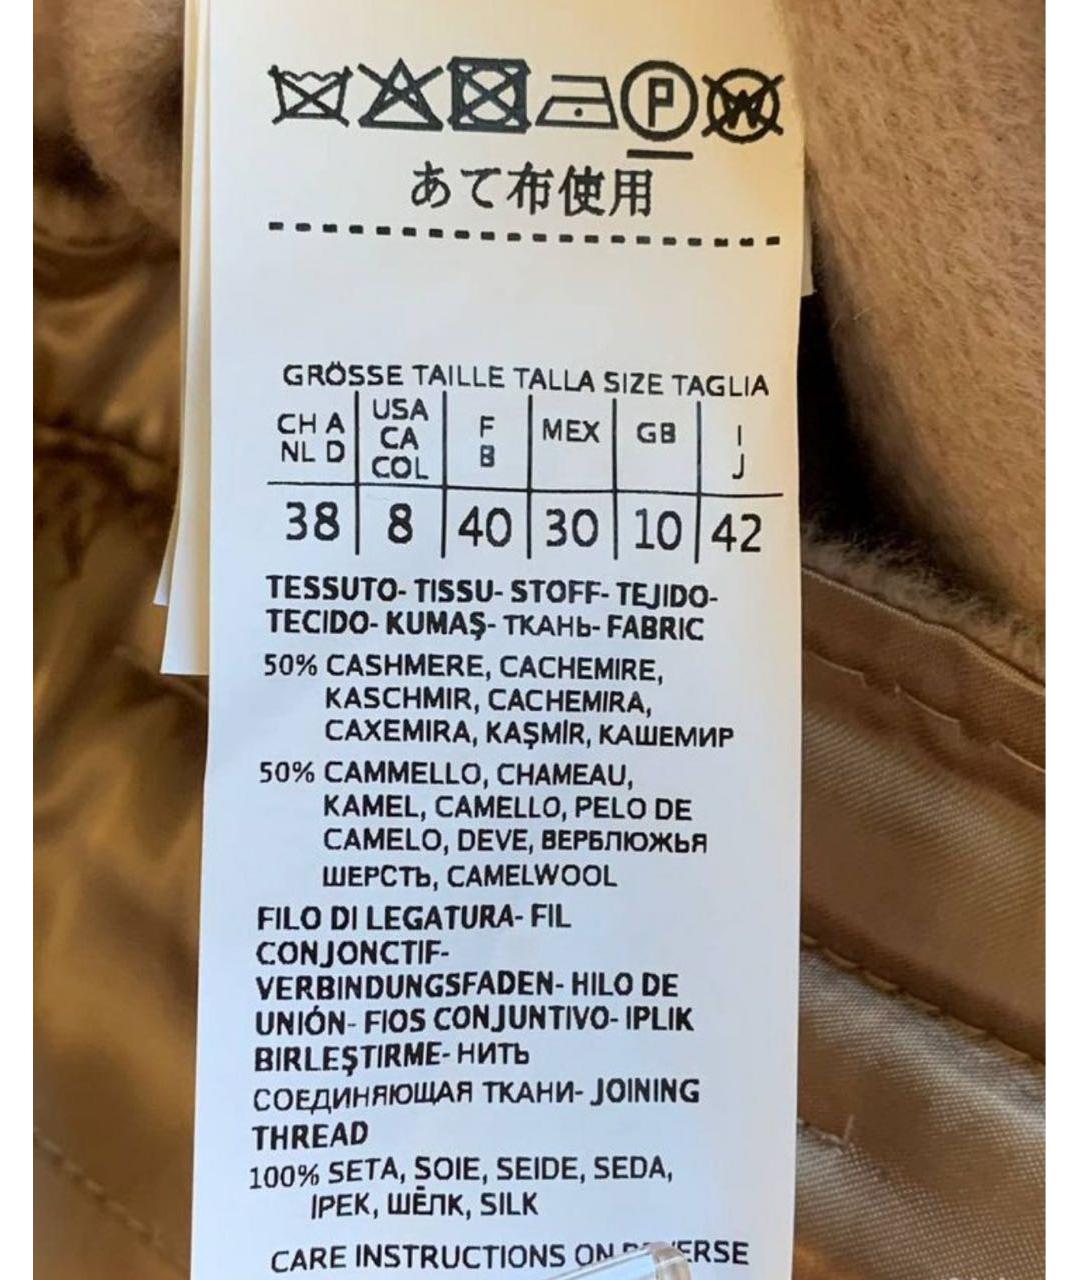 P W
あて布使用
GRÖSSE TAILLE TALLA SIZE TAGLIA
CH A NL D USA CA COL F B MEX GB I J
38 8 40 30 10 42
TESSUTO- TISSU- STOFF- TEJIDO-
TECIDO- KUMAŞ- ТКАНЬ- FABRIC
50% CASHMERE, CACHEMIRE,
KASCHMIR, CACHEMIRA,
CAXEMIRA, KAŞMİR, КАШЕМИР
50% CAMMELLO, CHAMEAU,
KAMEL, CAMELLO, PELO DE
CAMELO, DEVE, ВЕРБЛЮЖЬЯ
ШЕРСТЬ, CAMELWOOL
FILO DI LEGATURA- FIL
CONJONCTIF-
VERBINDUNGSFADEN- HILO DE
UNIÓN- FIOS CONJUNTIVO- IPLIK
BIRLEŞTIRME- НИТЬ
СОЕДИНЯЮЩАЯ ТКАНИ- JOINING
THREAD
100% SETA, SOIE, SEIDE, SEDA,
IPEK, ШЁЛК, SILK
CARE INSTRUCTIONS ON